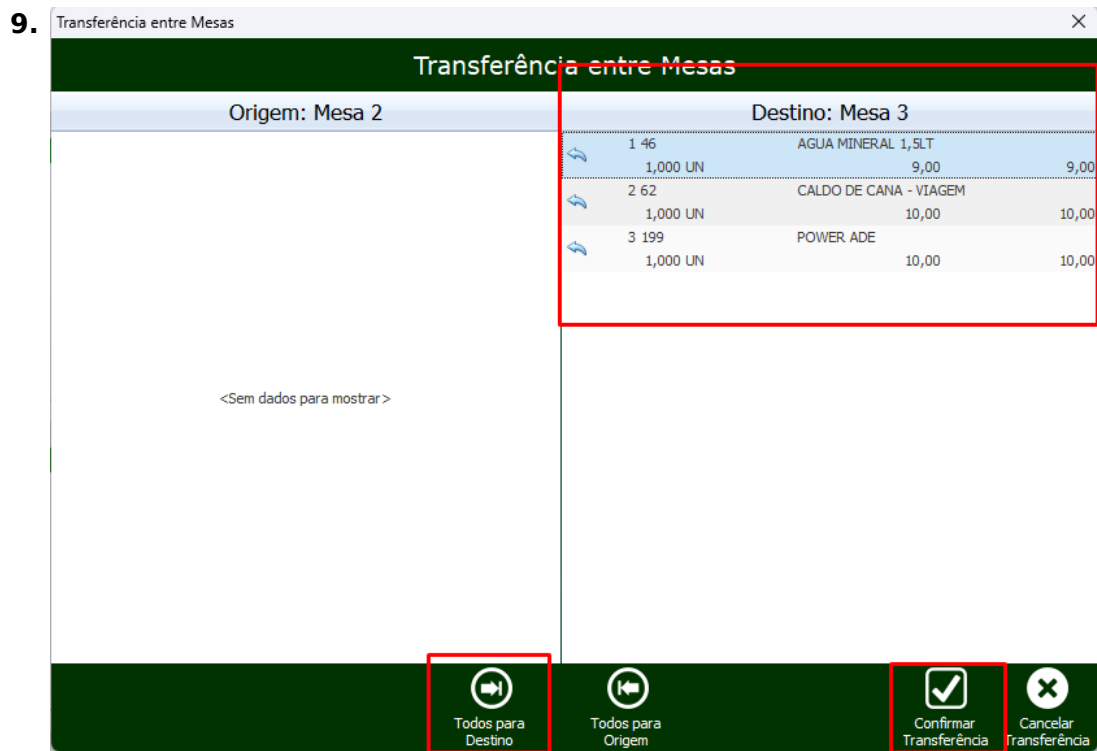 9.
Transferência entre Mesas
Transferência entre Mesas
Origem: Mesa 2
Destino: Mesa 3
1 46 AGUA MINERAL 1,5LT
1,000 UN 9,00 9,00
2 62 CALDO DE CANA - VIAGEM
1,000 UN 10,00 10,00
3 199 POWER ADE
1,000 UN 10,00 10,00
<Sem dados para mostrar>
Todos para
Destino
Todos para
Origem
Confirmar
Transferência
Cancelar
Transferência